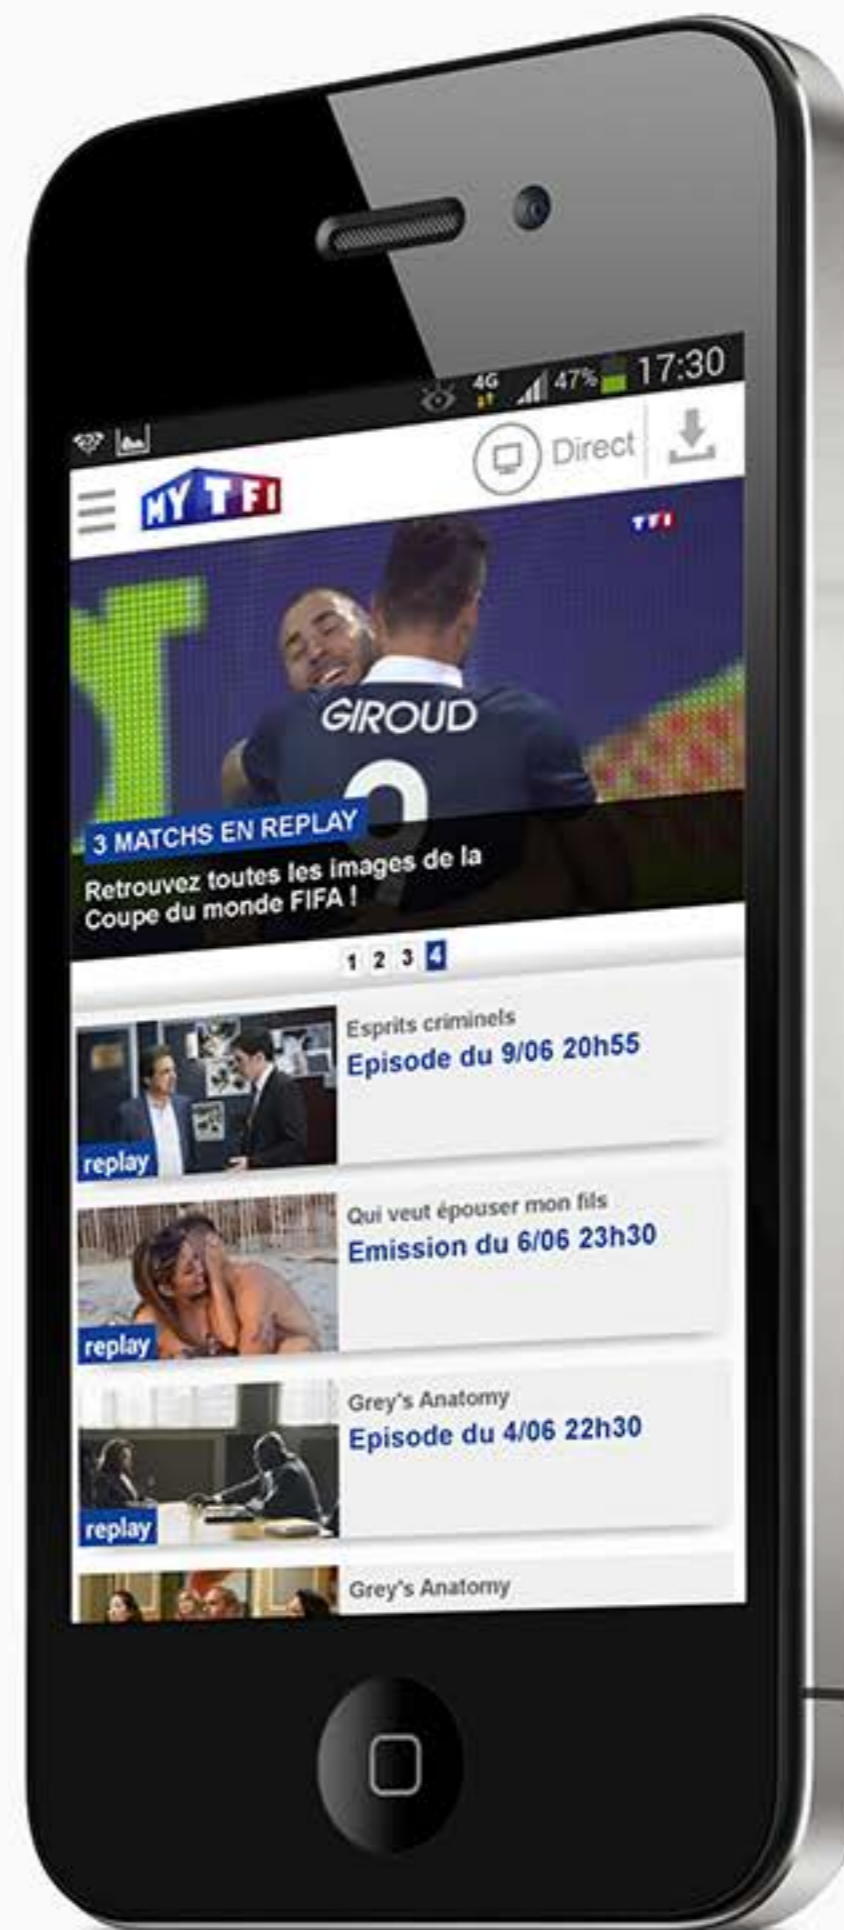 4G 47% 17:30
MYTF1
Direct
TF1
GIROUD
9
3 MATCHS EN REPLAY
Retrouvez toutes les images de la
Coupe du monde FIFA !
1 2 3 4
Esprits criminels
Episode du 9/06 20h55
replay
Qui veut épouser mon fils
Emission du 6/06 23h30
replay
Grey's Anatomy
Episode du 4/06 22h30
replay
Grey's Anatomy